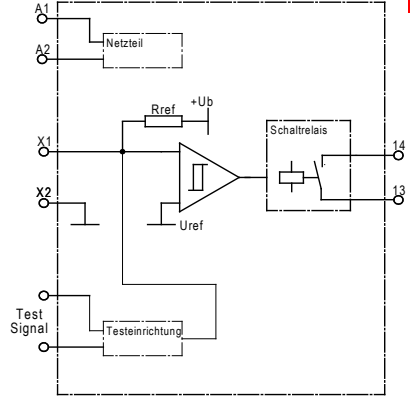 A1
Netzteil
A2
+Ub
Rref
Schaltrelais
X1
14
X2
13
Uref
Test
Signal
Testeinrichtung